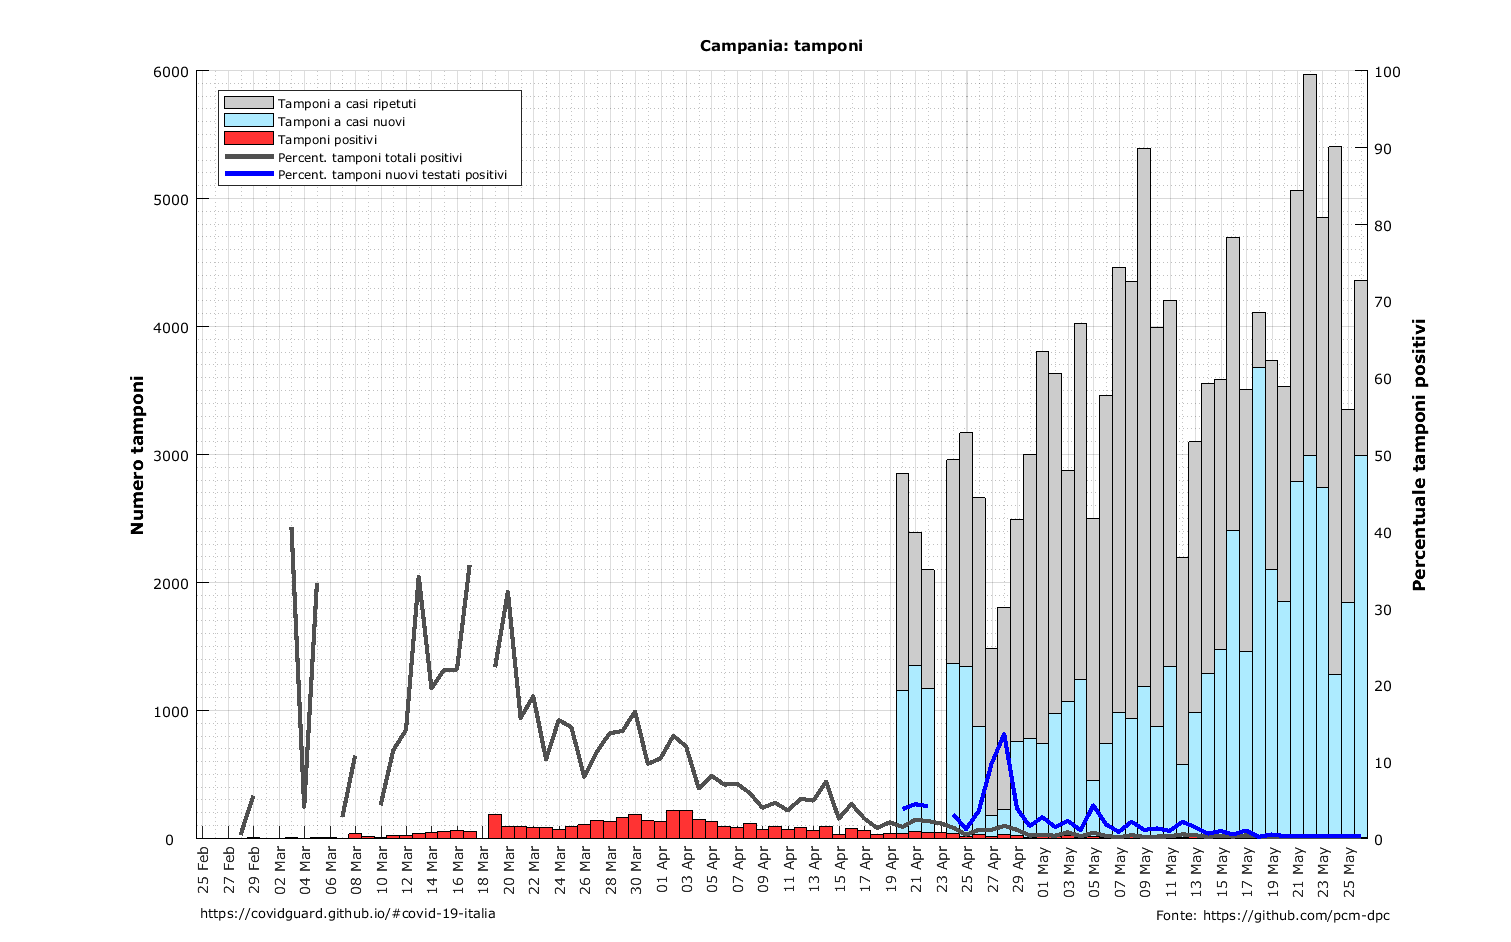 Campania: tamponi
6000
5000
4000
3000
2000
1000
0
Numero tamponi
Tamponi a casi ripetuti
Tamponi a casi nuovi
Tamponi positivi
Percent. tamponi totali positivi
Percent. tamponi nuovi testati positivi
100
90
80
70
60
50
40
30
20
10
0
Percentuale tamponi positivi
25 Feb
27 Feb
29 Feb
02 Mar
04 Mar
06 Mar
08 Mar
10 Mar
12 Mar
14 Mar
16 Mar
18 Mar
20 Mar
22 Mar
24 Mar
26 Mar
28 Mar
30 Mar
01 Apr
03 Apr
05 Apr
07 Apr
09 Apr
11 Apr
13 Apr
15 Apr
17 Apr
19 Apr
21 Apr
23 Apr
25 Apr
27 Apr
29 Apr
01 May
03 May
05 May
07 May
09 May
11 May
13 May
15 May
17 May
19 May
21 May
23 May
25 May
https://covidguard.github.io/#covid-19-italia
Fonte: https://github.com/pcm-dpc